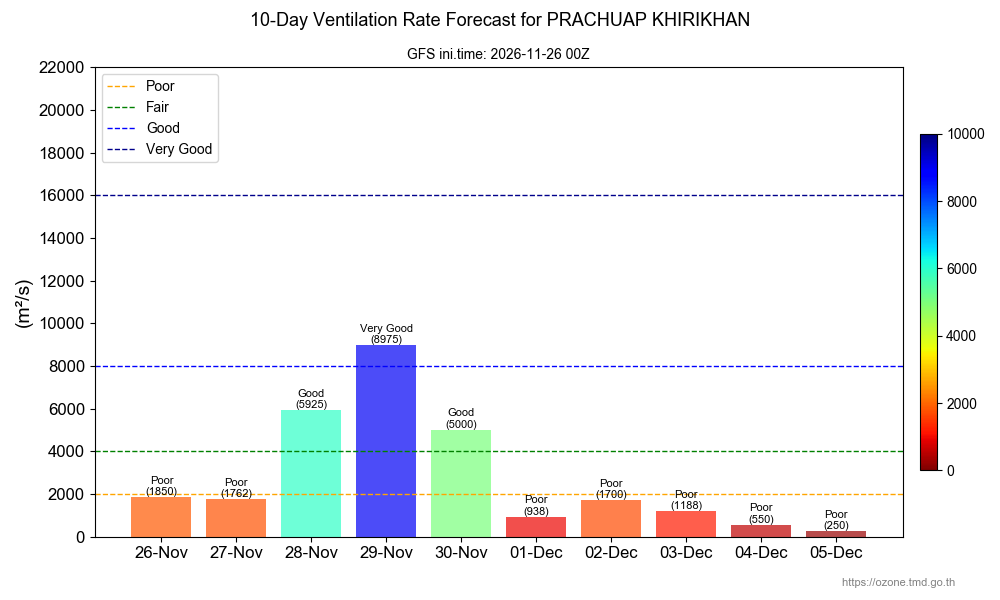 10-Day Ventilation Rate Forecast for PRACHUAP KHIRIKHAN
GFS ini.time: 2026-11-26 00Z
Poor
Fair
Good
Very Good
22000
20000
18000
16000
14000
12000
10000
8000
6000
4000
2000
0
(m²/s)
Poor
(1850)
Poor
(1762)
Good
(5925)
Very Good
(8975)
Good
(5000)
Poor
(938)
Poor
(1700)
Poor
(1188)
Poor
(550)
Poor
(250)
26-Nov 27-Nov 28-Nov 29-Nov 30-Nov 01-Dec 02-Dec 03-Dec 04-Dec 05-Dec
10000
8000
6000
4000
2000
0
https://ozone.tmd.go.th